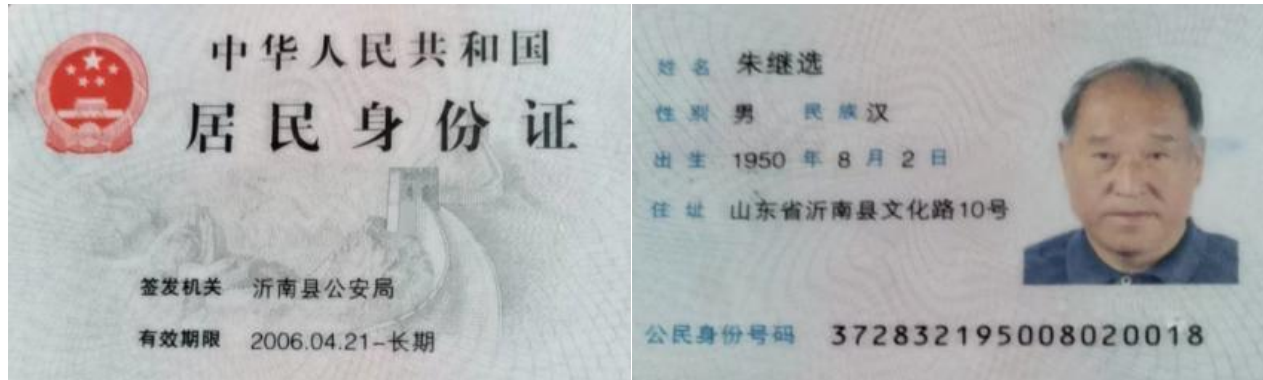 中华人民共和国
居民身份证
签发机关 沂南县公安局
有效期限 2006.04.21-长期
姓名 朱继选
性别 男 民族 汉
出生 1950 年 8 月 2 日
住址 山东省沂南县文化路10号
公民身份号码 372832195008020018